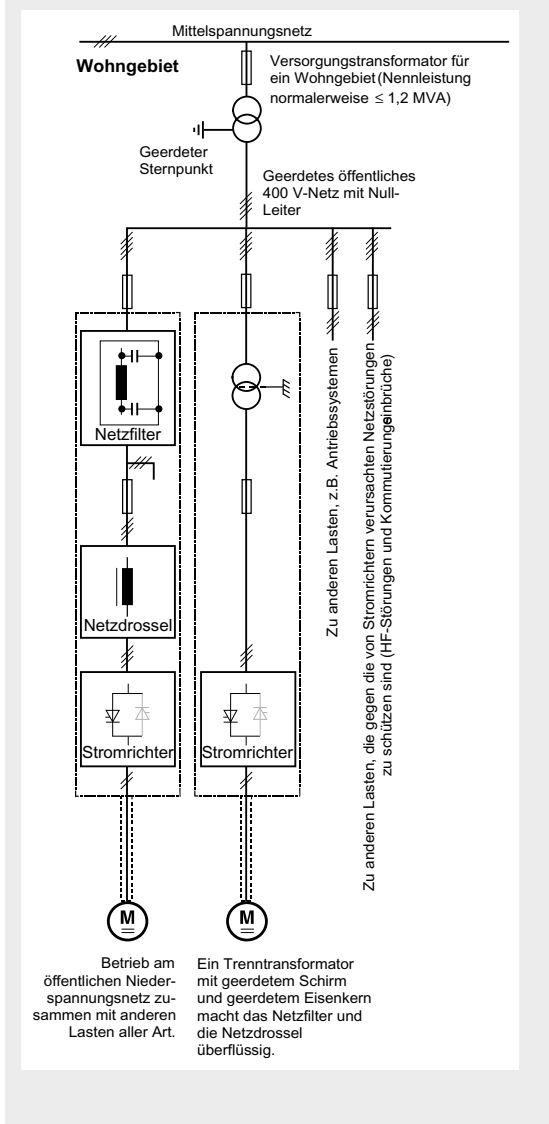 Mittelspannungsnetz
Wohngebiet
Versorgungstransformator für
ein Wohngebiet (Nennleistung
normalerweise ≤ 1,2 MVA)
Geerdeter
Sternpunkt
Geerdetes öffentliches
400 V-Netz mit Null-
Leiter
Netzfilter
Netzdrossel
Stromrichter
Stromrichter
Zu anderen Lasten, z.B. Antriebssystemen
Zu anderen Lasten, die gegen die von Stromrichtern verursachten Netzstörungen
zu schützen sind (HF-Störungen und Kommutierungseinbrüche)
M
M
Betrieb am
öffentlichen Nieder-
spannungsnetz zu-
sammen mit anderen
Lasten aller Art.
Ein Trenntransformator
mit geerdetem Schirm
und geerdetem Eisenkern
macht das Netzfilter und
die Netzdrossel
überflüssig.